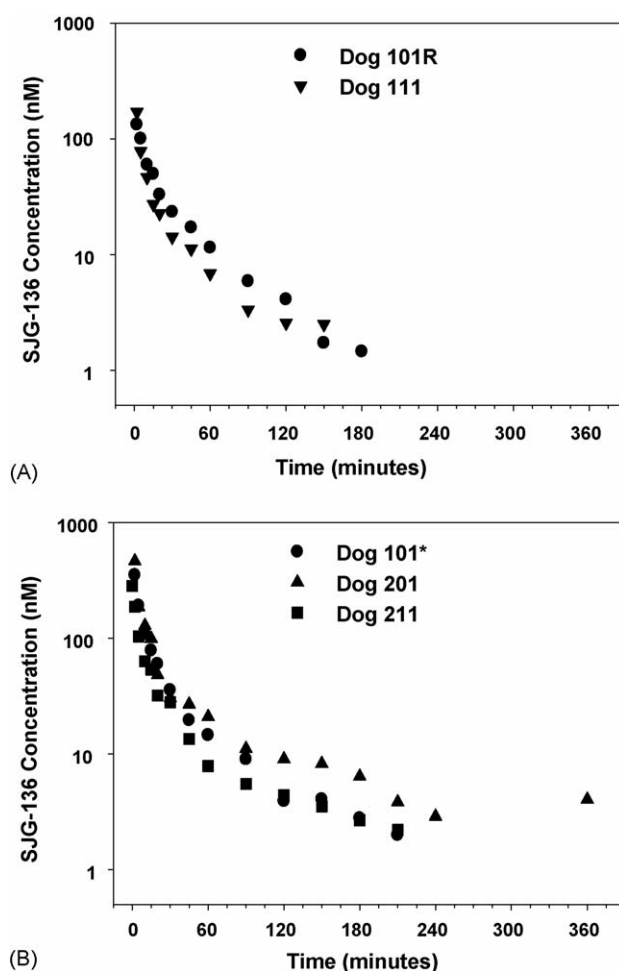 1000
100
10
1
SJG-136 Concentration (nM)
Dog 101R
Dog 111
0 60 120 180 240 300 360
Time (minutes)
(A)
1000
100
10
1
SJG-136 Concentration (nM)
Dog 101*
Dog 201
Dog 211
0 60 120 180 240 300 360
Time (minutes)
(B)